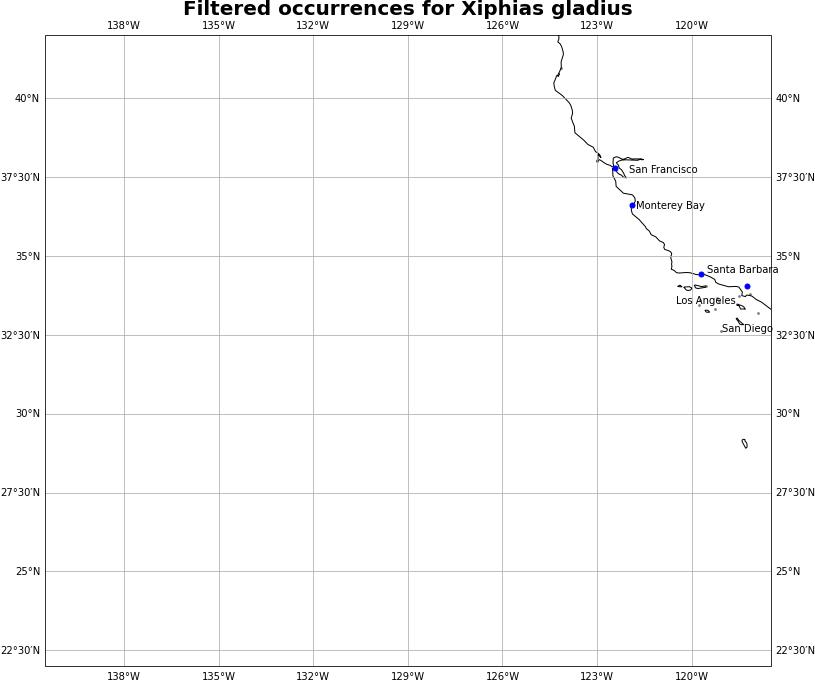 Filtered occurrences for Xiphias gladius
138°W 135°W 132°W 129°W 126°W 123°W 120°W
40°N 40°N
San Francisco
37°30′N 37°30′N
Monterey Bay
35°N 35°N
Santa Barbara
Los Angeles
San Diego
32°30′N 32°30′N
30°N 30°N
27°30′N 27°30′N
25°N 25°N
22°30′N 22°30′N
138°W 135°W 132°W 129°W 126°W 123°W 120°W